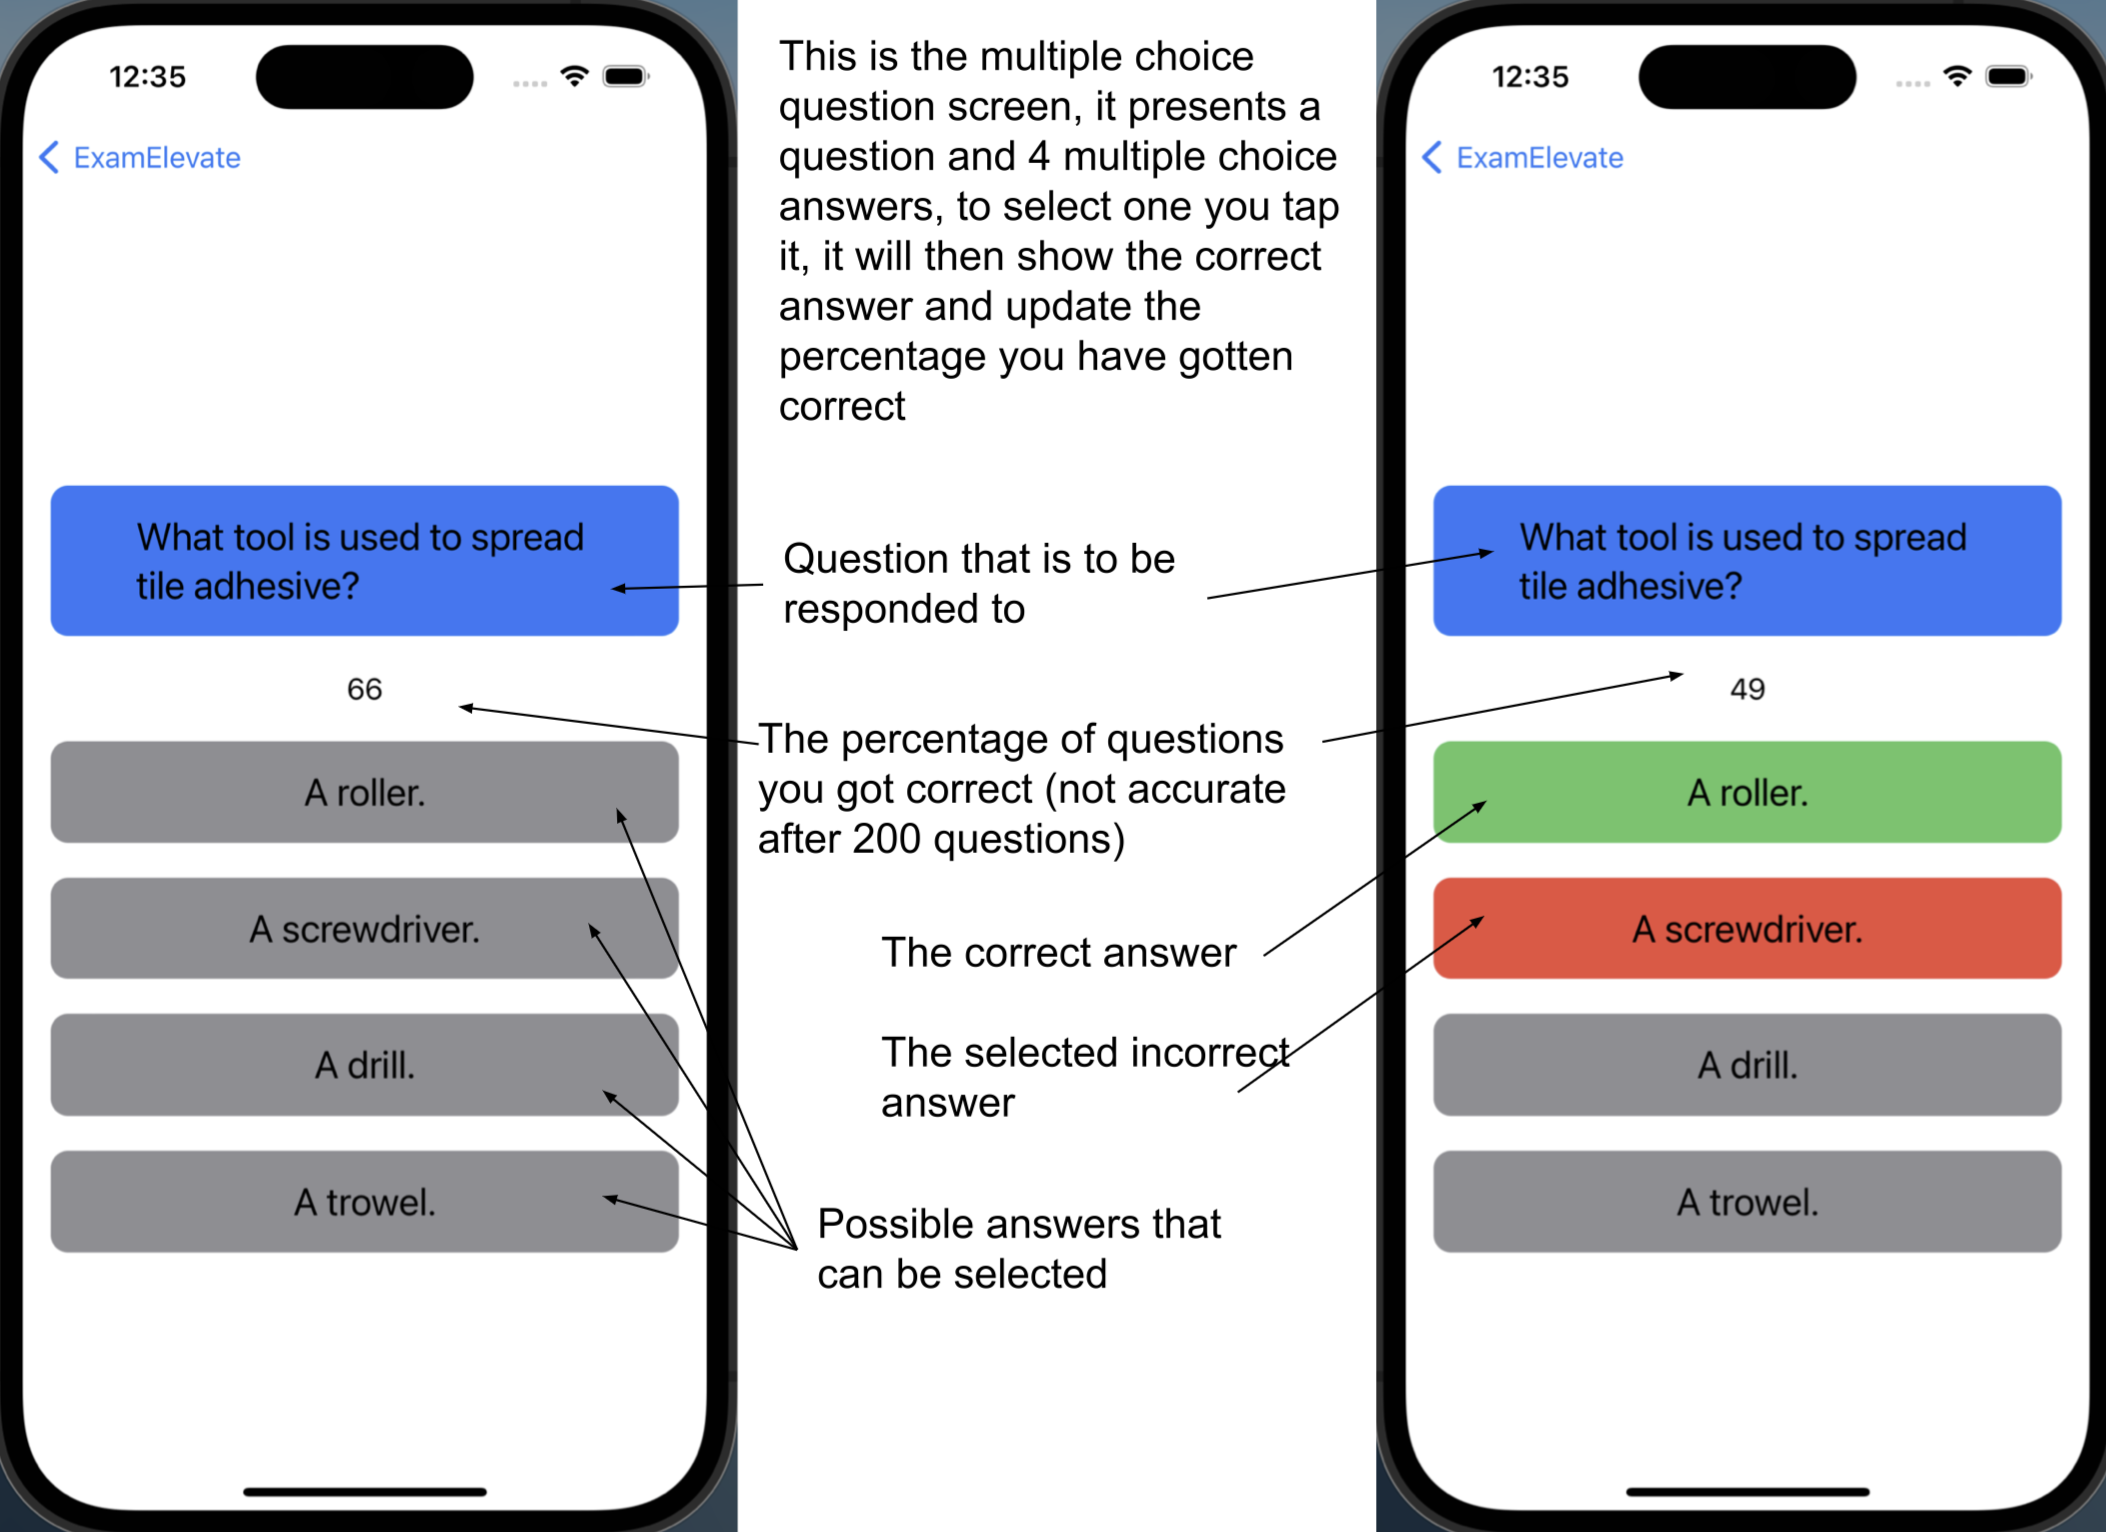 12:35
ExamElevate
What tool is used to spread
tile adhesive?
66
A roller.
A screwdriver.
A drill.
A trowel.
This is the multiple choice
question screen, it presents a
question and 4 multiple choice
answers, to select one you tap
it, it will then show the correct
answer and update the
percentage you have gotten
correct
Question that is to be
responded to
The percentage of questions
you got correct (not accurate
after 200 questions)
The correct answer
The selected incorrect
answer
Possible answers that
can be selected
12:35
ExamElevate
What tool is used to spread
tile adhesive?
49
A roller.
A screwdriver.
A drill.
A trowel.